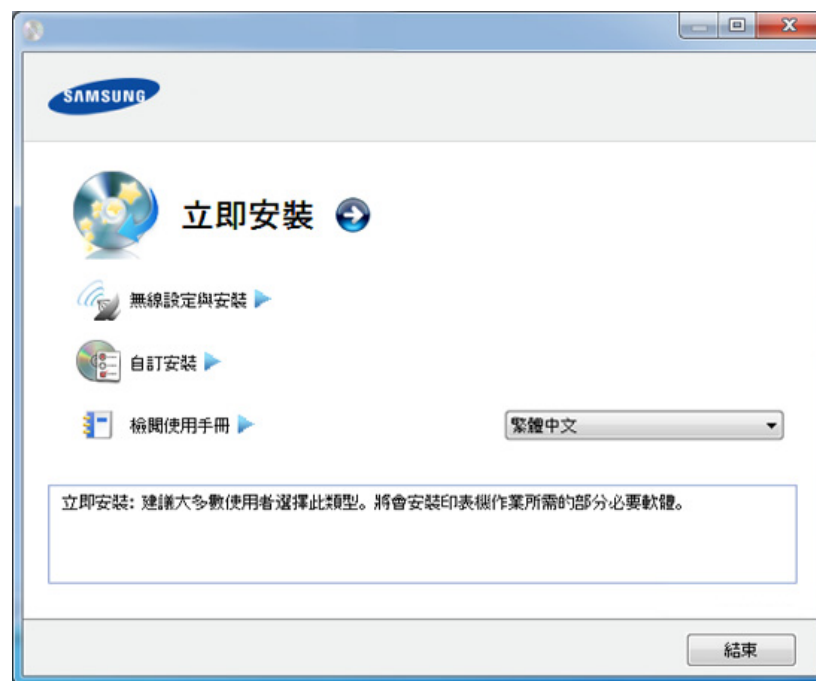 SAMSUNG
立即安裝
無線設定與安裝
自訂安裝
檢閱使用手冊
繁體中文
立即安裝: 建議大多數使用者選擇此類型。將會安裝印表機作業所需的部分必要軟體。
結束